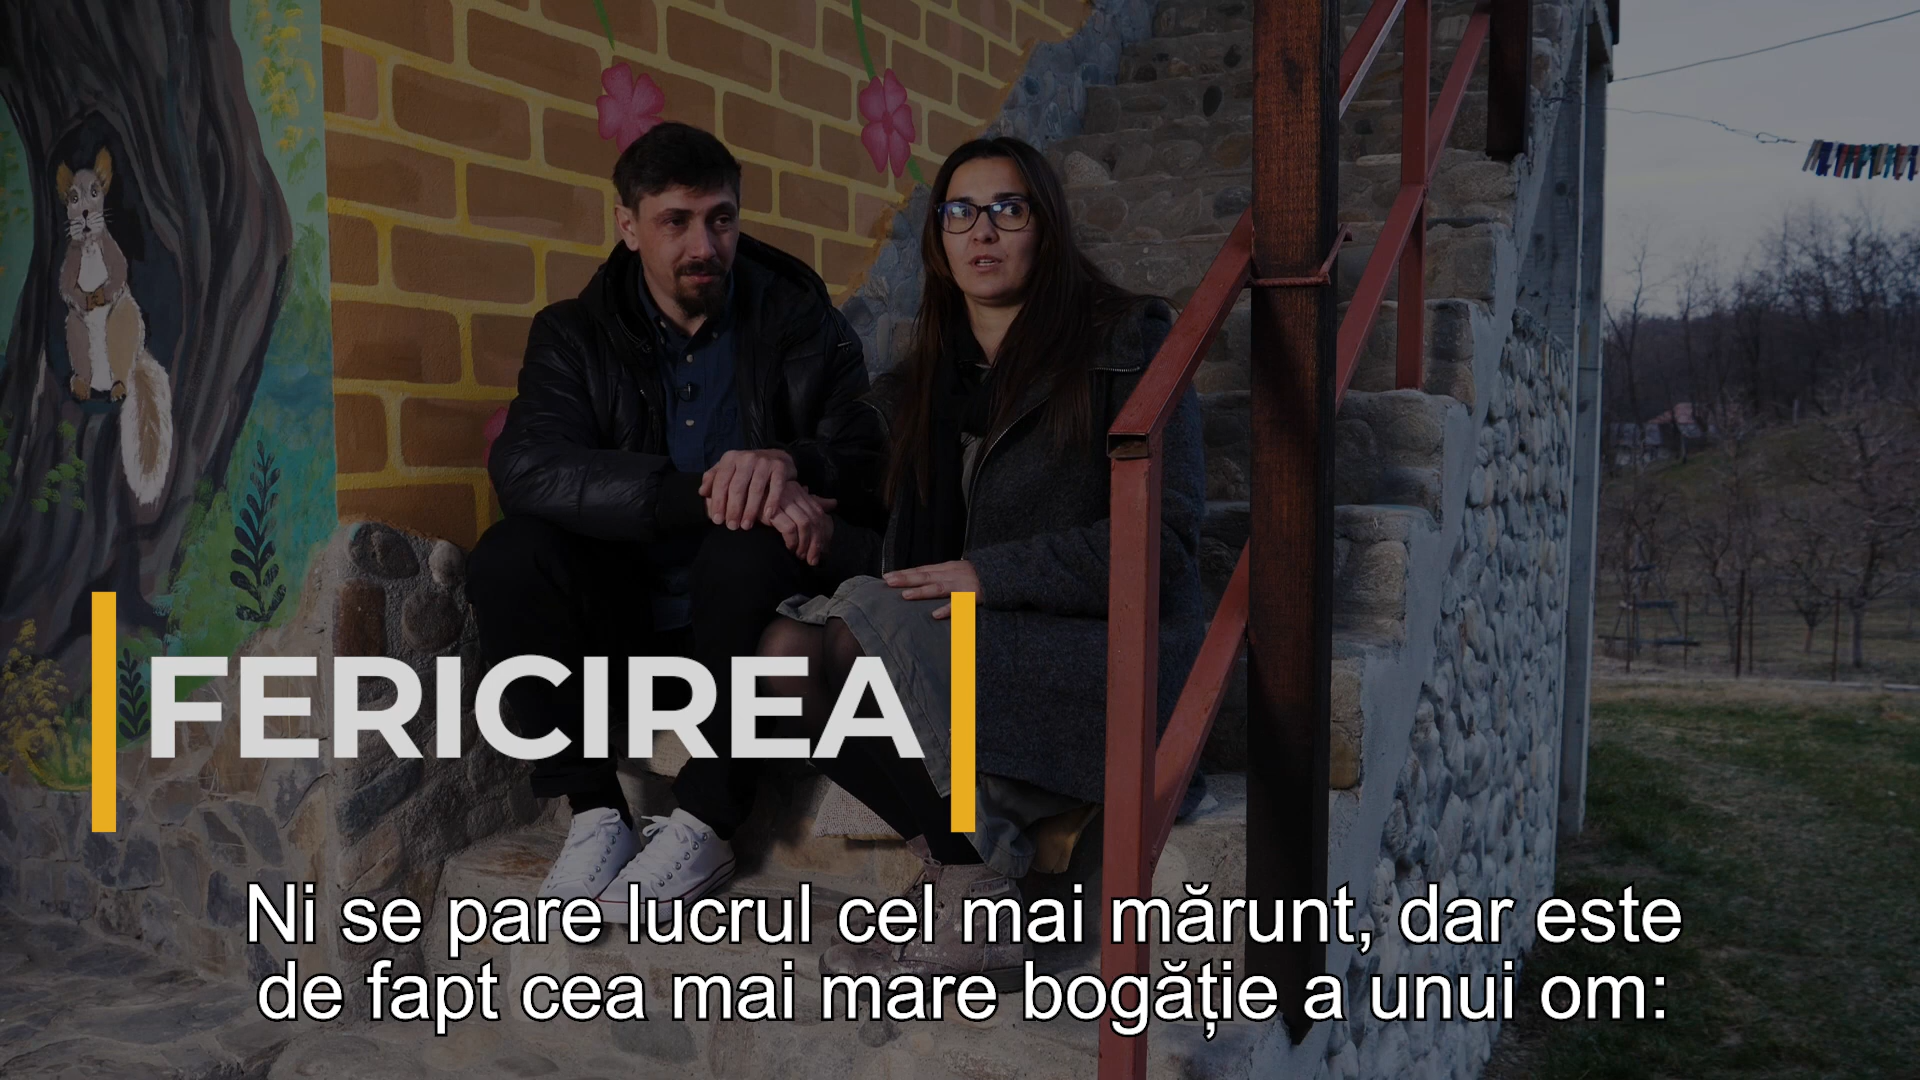 FERICIREA
Ni se pare lucrul cel mai mărunt, dar este
de fapt cea mai mare bogăție a unui om: